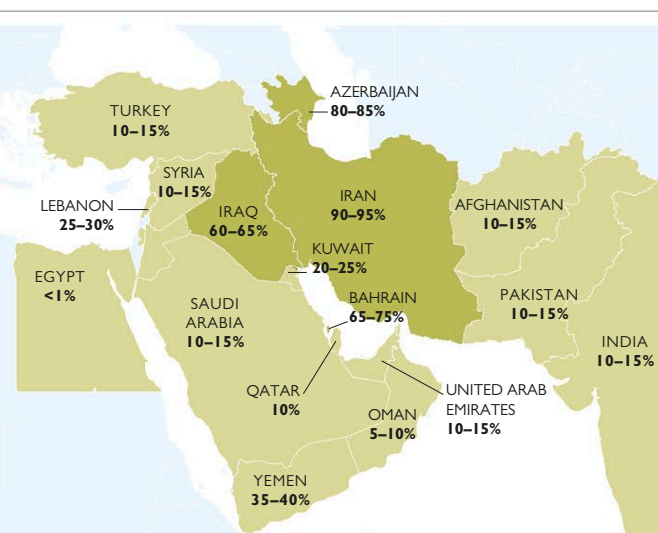 AZERBAIJAN
80–85%
TURKEY
10–15%
SYRIA
10–15%
LEBANON
25–30%
IRAQ
60–65%
IRAN
90–95%
AFGHANISTAN
10–15%
KUWAIT
20–25%
EGYPT
<1%
SAUDI
ARABIA
10–15%
BAHRAIN
65–75%
PAKISTAN
10–15%
INDIA
10–15%
QATAR
10%
OMAN
5–10%
UNITED ARAB
EMIRATES
10–15%
YEMEN
35–40%